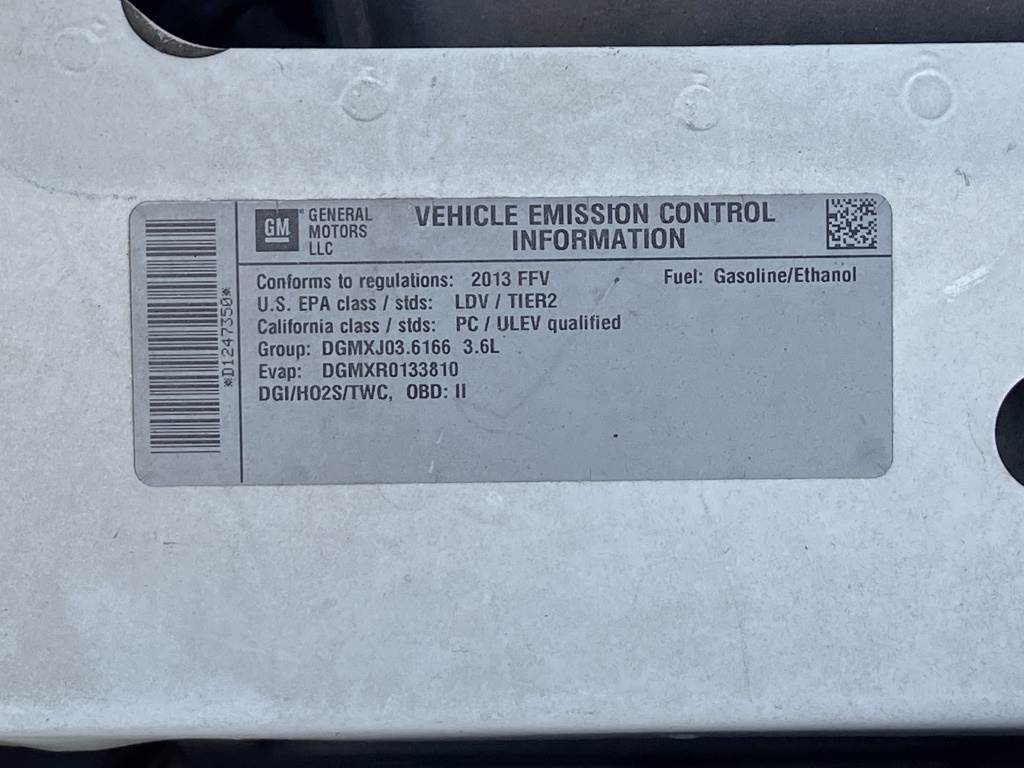 *D1247350*
GM
GENERAL
MOTORS
LLC
VEHICLE EMISSION CONTROL
INFORMATION
Conforms to regulations: 2013 FFV
Fuel: Gasoline/Ethanol
U.S. EPA class / stds: LDV / TIER2
California class / stds: PC / ULEV qualified
Group: DGMXJ03.6166 3.6L
Evap: DGMXR0133810
DGI/HO2S/TWC, OBD: II